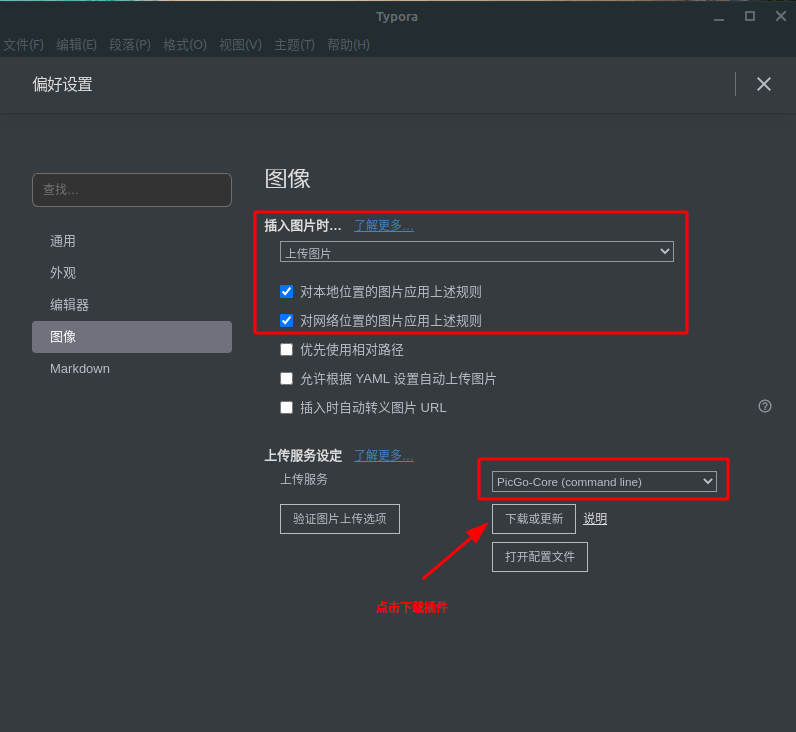 Typora
文件(F) 编辑(E) 段落(P) 格式(O) 视图(V) 主题(T) 帮助(H)
偏好设置
查找…
通用
外观
编辑器
图像
Markdown
图像
插入图片时… 了解更多…
上传图片
对本地位置的图片应用上述规则
对网络位置的图片应用上述规则
优先使用相对路径
允许根据 YAML 设置自动上传图片
插入时自动转义图片 URL
上传服务设定 了解更多…
上传服务 PicGo-Core (command line)
验证图片上传选项 下载或更新 说明
打开配置文件
点击下载插件